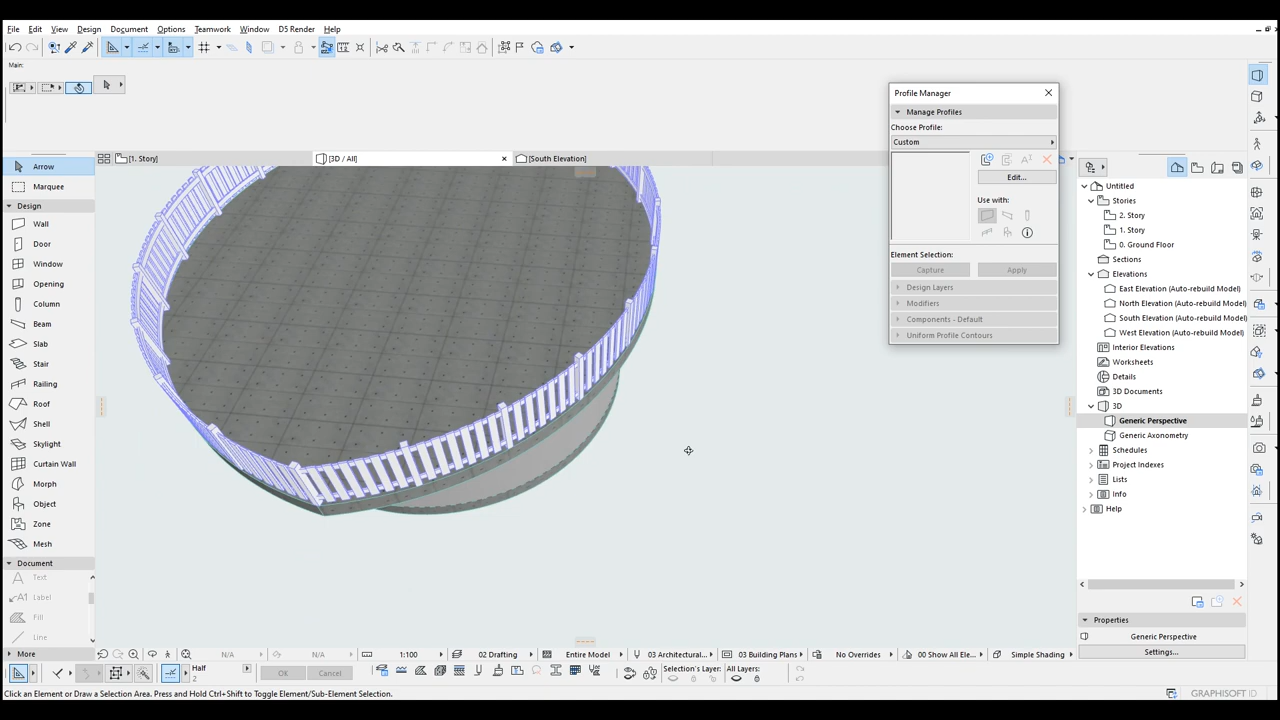 File Edit View Design Document Options Teamwork D5 Render Window Help
Main:
[1. Story]
[3D / All]
[South Elevation]
Arrow
Marquee
Design
Wall
Door
Window
Opening
Column
Beam
Slab
Stair
Railing
Roof
Shell
Skylight
Curtain Wall
Morph
Object
Zone
Mesh
Document
Text
Label
Fill
Line
More
Profile Manager
Manage Profiles
Choose Profile:
Custom
Edit...
Use with:
Element Selection:
Capture Apply
Design Layers
Modifiers
Components - Default
Uniform Profile Contours
Untitled
Stories
2. Story
1. Story
0. Ground Floor
Sections
Elevations
East Elevation (Auto-rebuild Model)
North Elevation (Auto-rebuild Model)
South Elevation (Auto-rebuild Model)
West Elevation (Auto-rebuild Model)
Interior Elevations
Worksheets
Details
3D Documents
3D
Generic Perspective
Generic Axonometry
Schedules
Project Indexes
Lists
Info
Help
Properties
Generic Perspective
Settings...
N/A N/A 1:100 02 Drafting Entire Model 03 Architectural... 03 Building Plans No Overrides 00 Show All Ele... Simple Shading
Half
2
OK Cancel
Selection's Layer: All Layers:
Click an Element or Draw a Selection Area. Press and Hold Ctrl+Shift to Toggle Element/Sub-Element Selection.
GRAPHISOFT ID